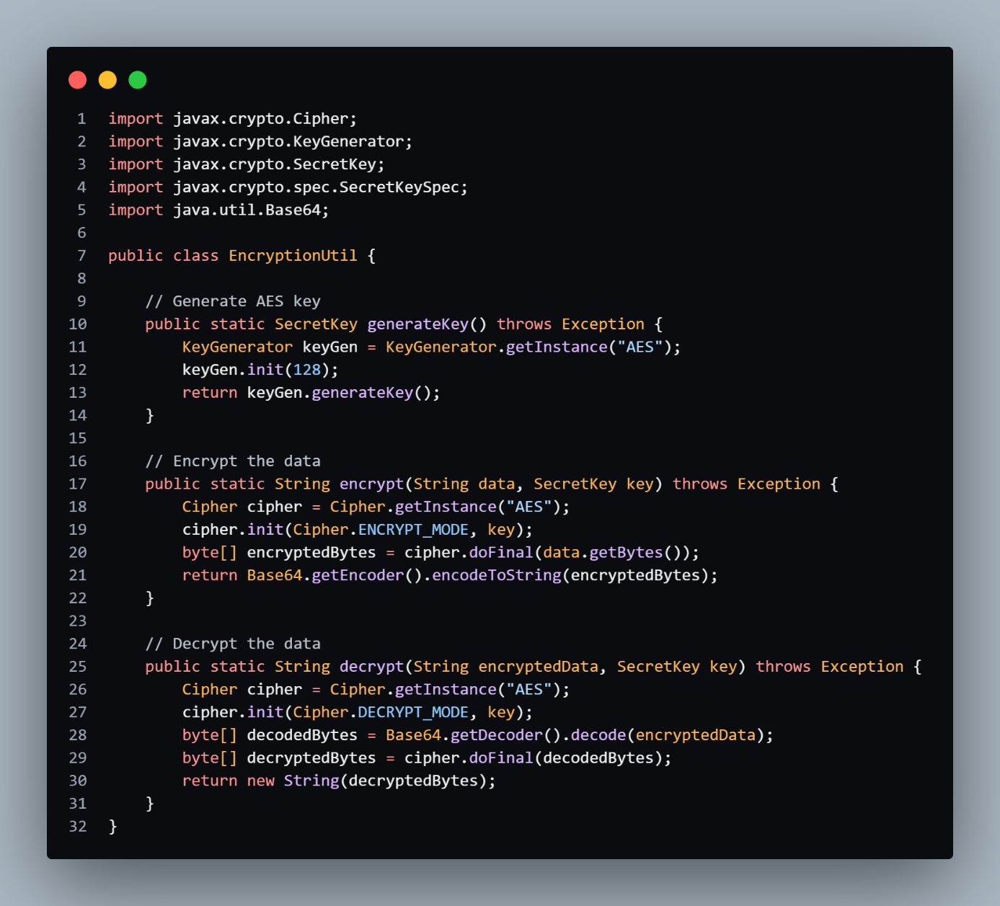 1 import javax.crypto.Cipher;
2 import javax.crypto.KeyGenerator;
3 import javax.crypto.SecretKey;
4 import javax.crypto.spec.SecretKeySpec;
5 import java.util.Base64;
6
7 public class EncryptionUtil {
8
9     // Generate AES key
10     public static SecretKey generateKey() throws Exception {
11         KeyGenerator keyGen = KeyGenerator.getInstance("AES");
12         keyGen.init(128);
13         return keyGen.generateKey();
14     }
15
16     // Encrypt the data
17     public static String encrypt(String data, SecretKey key) throws Exception {
18         Cipher cipher = Cipher.getInstance("AES");
19         cipher.init(Cipher.ENCRYPT_MODE, key);
20         byte[] encryptedBytes = cipher.doFinal(data.getBytes());
21         return Base64.getEncoder().encodeToString(encryptedBytes);
22     }
23
24     // Decrypt the data
25     public static String decrypt(String encryptedData, SecretKey key) throws Exception {
26         Cipher cipher = Cipher.getInstance("AES");
27         cipher.init(Cipher.DECRYPT_MODE, key);
28         byte[] decodedBytes = Base64.getDecoder().decode(encryptedData);
29         byte[] decryptedBytes = cipher.doFinal(decodedBytes);
30         return new String(decryptedBytes);
31     }
32 }